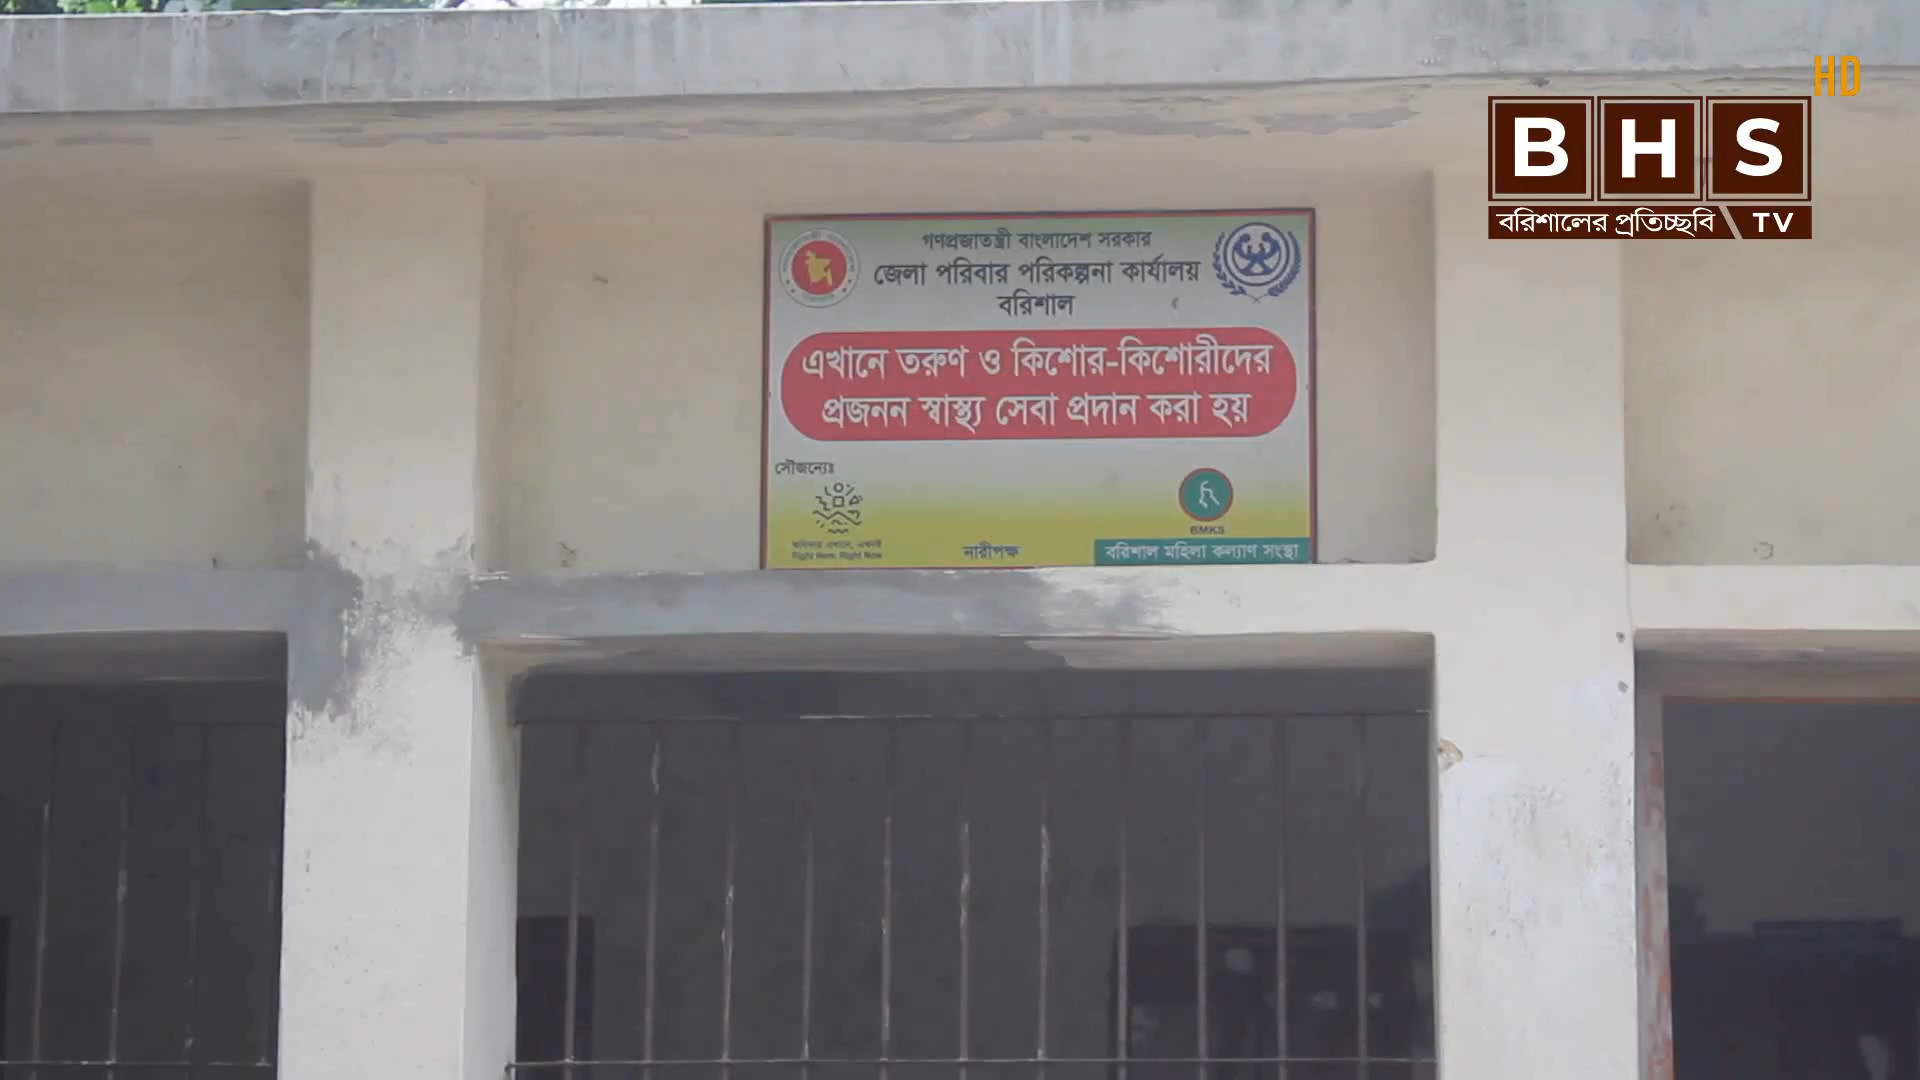 HD
BHS
বরিশালের প্রতিচ্ছবি TV
গণপ্রজাতন্ত্রী বাংলাদেশ সরকার
জেলা পরিবার পরিকল্পনা কার্যালয়
বরিশাল
এখানে তরুণ ও কিশোর-কিশোরীদের
প্রজনন স্বাস্থ্য সেবা প্রদান করা হয়
সৌজন্যেঃ
BMKS
Right Here, Right Now
নারীপক্ষ
বরিশাল মহিলা কল্যাণ সংস্থা